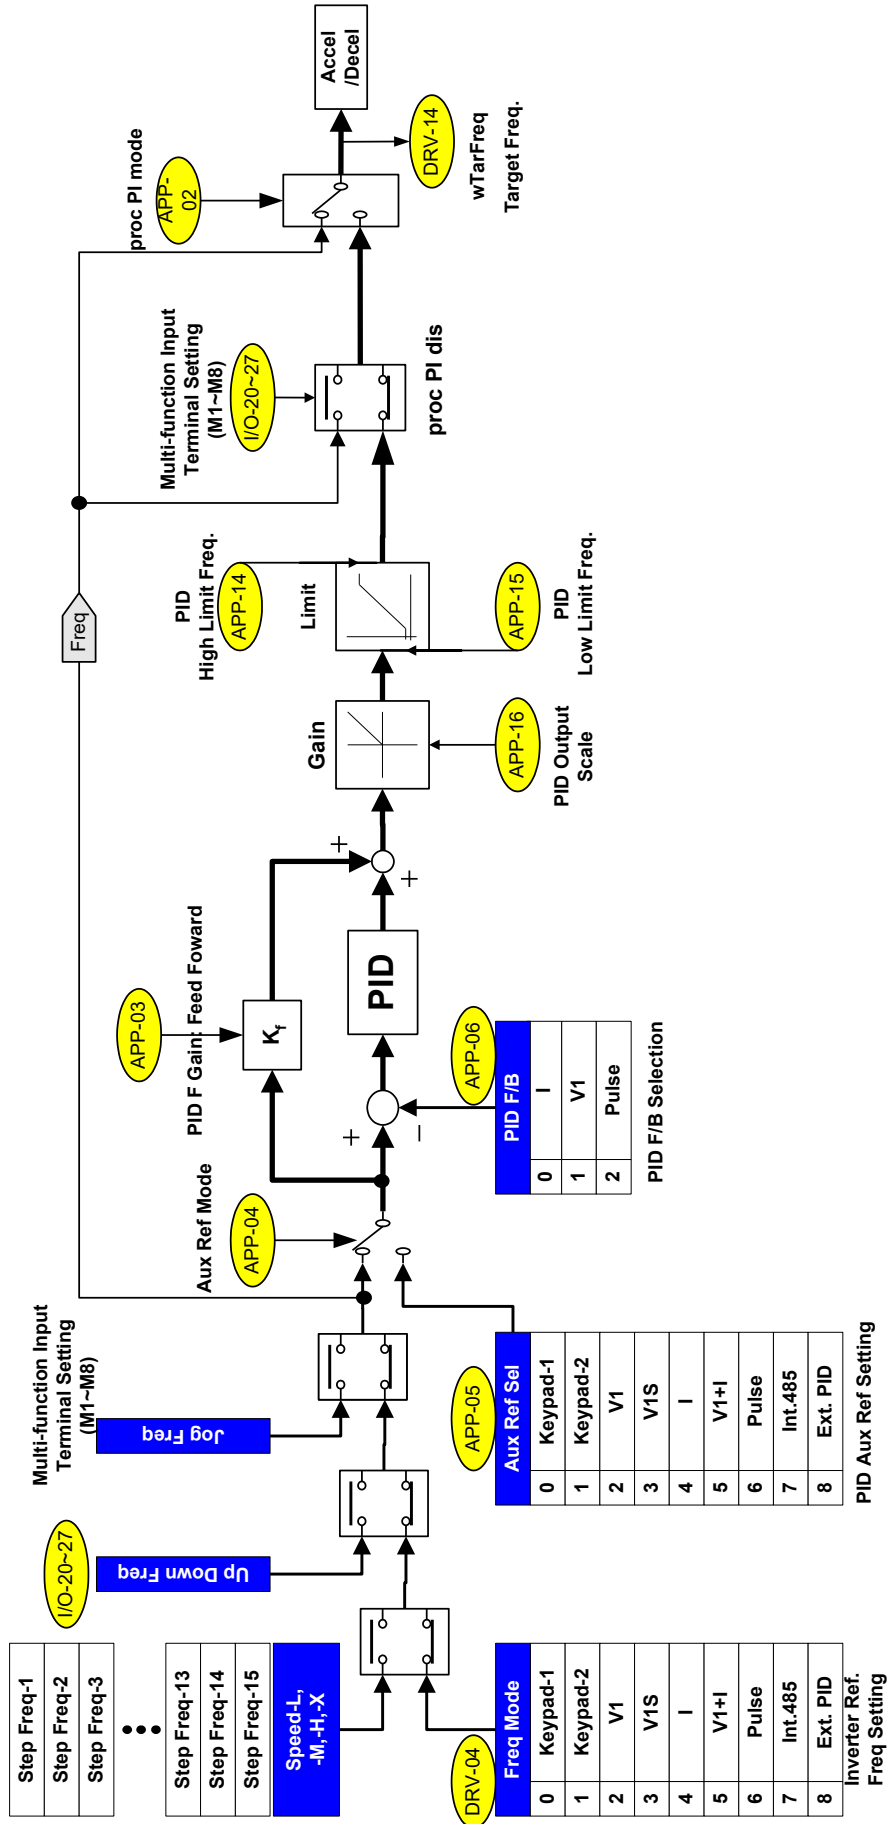 Step Freq-1
Step Freq-2
Step Freq-3
Step Freq-13
Step Freq-14
Step Freq-15
Speed-L,
-M,-H,-X
DRV-04
Freq Mode
0 Keypad-1
1 Keypad-2
2 V1
3 V1S
4 I
5 V1+I
6 Pulse
7 Int.485
8 Ext. PID
Inverter Ref.
Freq Setting
I/O-20~27
Up Down Freq
Multi-function Input
Terminal Setting
(M1~M8)
Jog Freq
APP-05
Aux Ref Sel
0 Keypad-1
1 Keypad-2
2 V1
3 V1S
4 I
5 V1+I
6 Pulse
7 Int.485
8 Ext. PID
PID Aux Ref Setting
Aux Ref Mode
APP-04
+
−
APP-06
PID F/B
0 I
1 V1
2 Pulse
PID F/B Selection
APP-03
PID F Gain: Feed Foward
Kf
PID
+
+
Gain
APP-16
PID Output
Scale
Freq
PID
High Limit Freq.
APP-14
Limit
APP-15
PID
Low Limit Freq.
Multi-function Input
Terminal Setting
(M1~M8)
I/O-20~27
proc PI dis
proc PI mode
APP-
02
DRV-14
wTarFreq
Target Freq.
Accel
/Decel